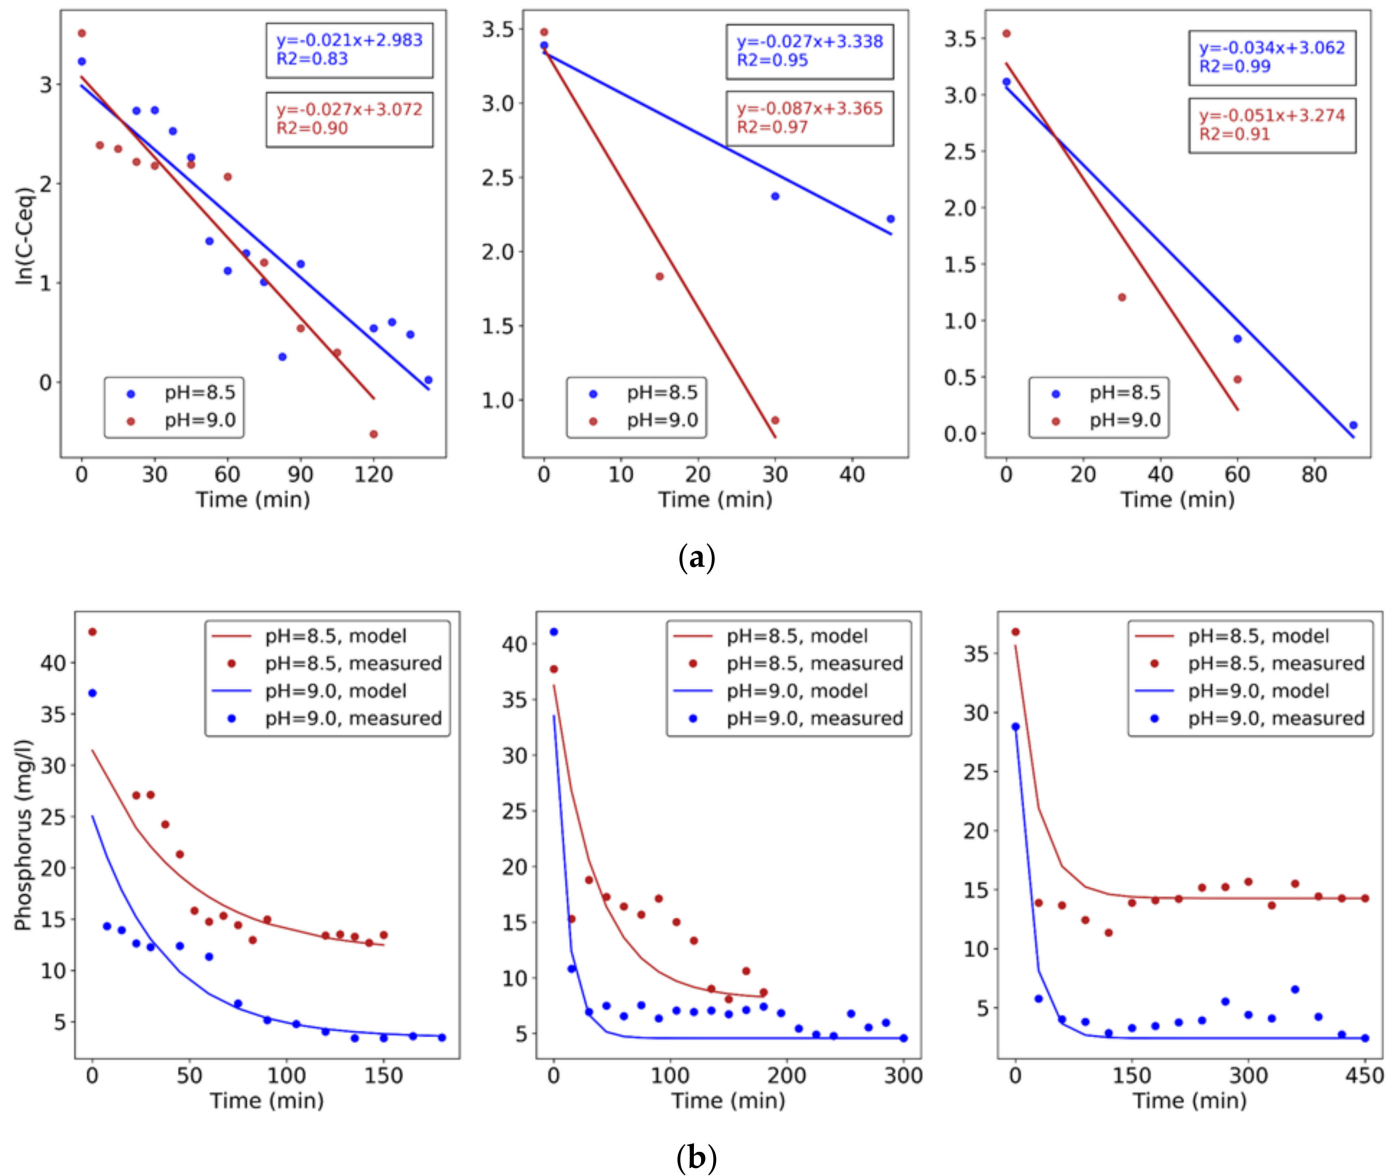 y=-0.021x+2.983
R2=0.83
y=-0.027x+3.072
R2=0.90
ln(C-Ceq)
3
2
1
0
pH=8.5
pH=9.0
0 30 60 90 120
Time (min)
y=-0.027x+3.338
R2=0.95
y=-0.087x+3.365
R2=0.97
3.5
3.0
2.5
2.0
1.5
1.0
pH=8.5
pH=9.0
0 10 20 30 40
Time (min)
y=-0.034x+3.062
R2=0.99
y=-0.051x+3.274
R2=0.91
3.5
3.0
2.5
2.0
1.5
1.0
0.5
0.0
pH=8.5
pH=9.0
0 20 40 60 80
Time (min)
(a)
pH=8.5, model
pH=8.5, measured
pH=9.0, model
pH=9.0, measured
Phosphorus (mg/l)
40
35
30
25
20
15
10
5
0 50 100 150
Time (min)
pH=8.5, model
pH=8.5, measured
pH=9.0, model
pH=9.0, measured
40
35
30
25
20
15
10
5
0 100 200 300
Time (min)
pH=8.5, model
pH=8.5, measured
pH=9.0, model
pH=9.0, measured
35
30
25
20
15
10
5
0 150 300 450
Time (min)
(b)